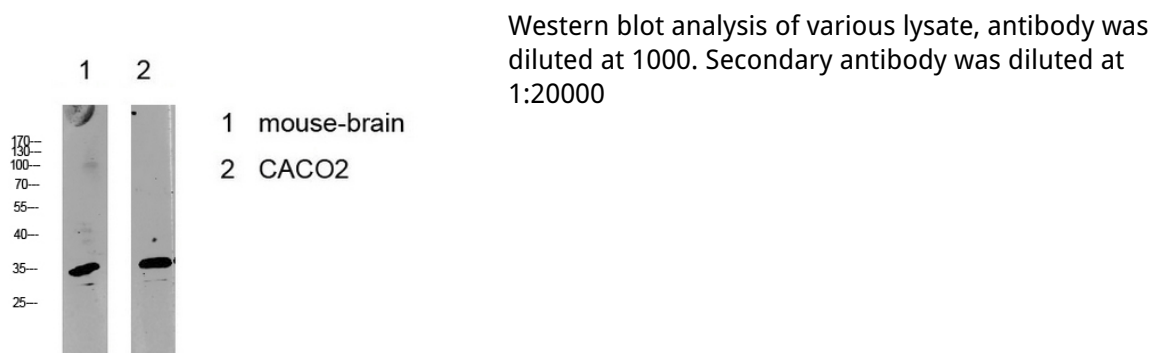 Western blot analysis of various lysate, antibody was
diluted at 1000. Secondary antibody was diluted at
1:20000
1 2
1 mouse-brain
2 CACO2
170
130
100
70
55
40
35
25